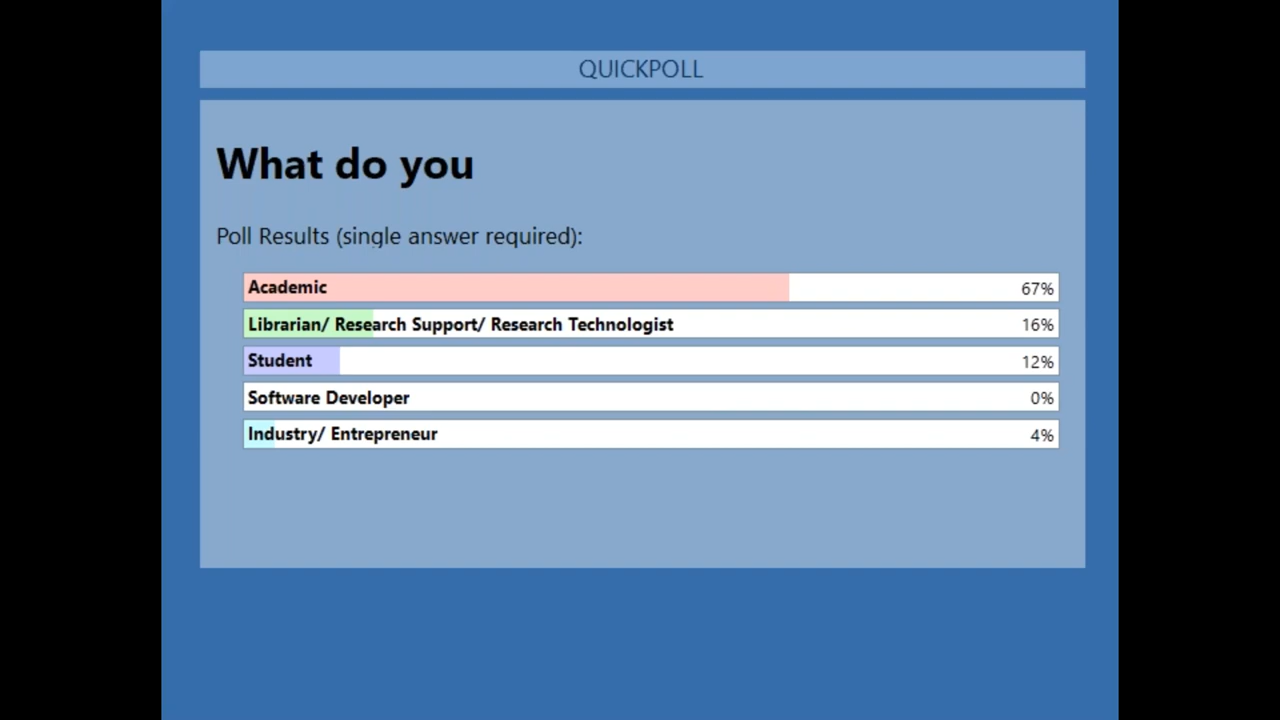 QUICKPOLL
What do you
Poll Results (single answer required):
Academic 67%
Librarian/ Research Support/ Research Technologist 16%
Student 12%
Software Developer 0%
Industry/ Entrepreneur 4%